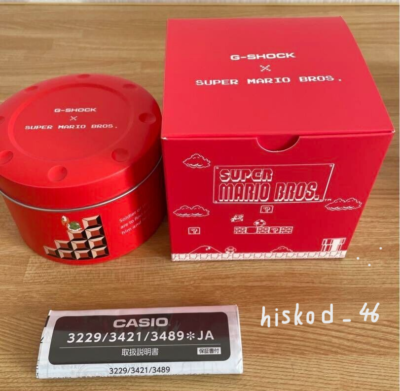 G-SHOCK
×
SUPER MARIO BROS.
G-SHOCK
×
SUPER MARIO BROS.
SUPER
MARIO BROS.
CASIO
3229/3421/3489※JA
取扱説明書
保証書付
3229/3421/3489
hiskod_46